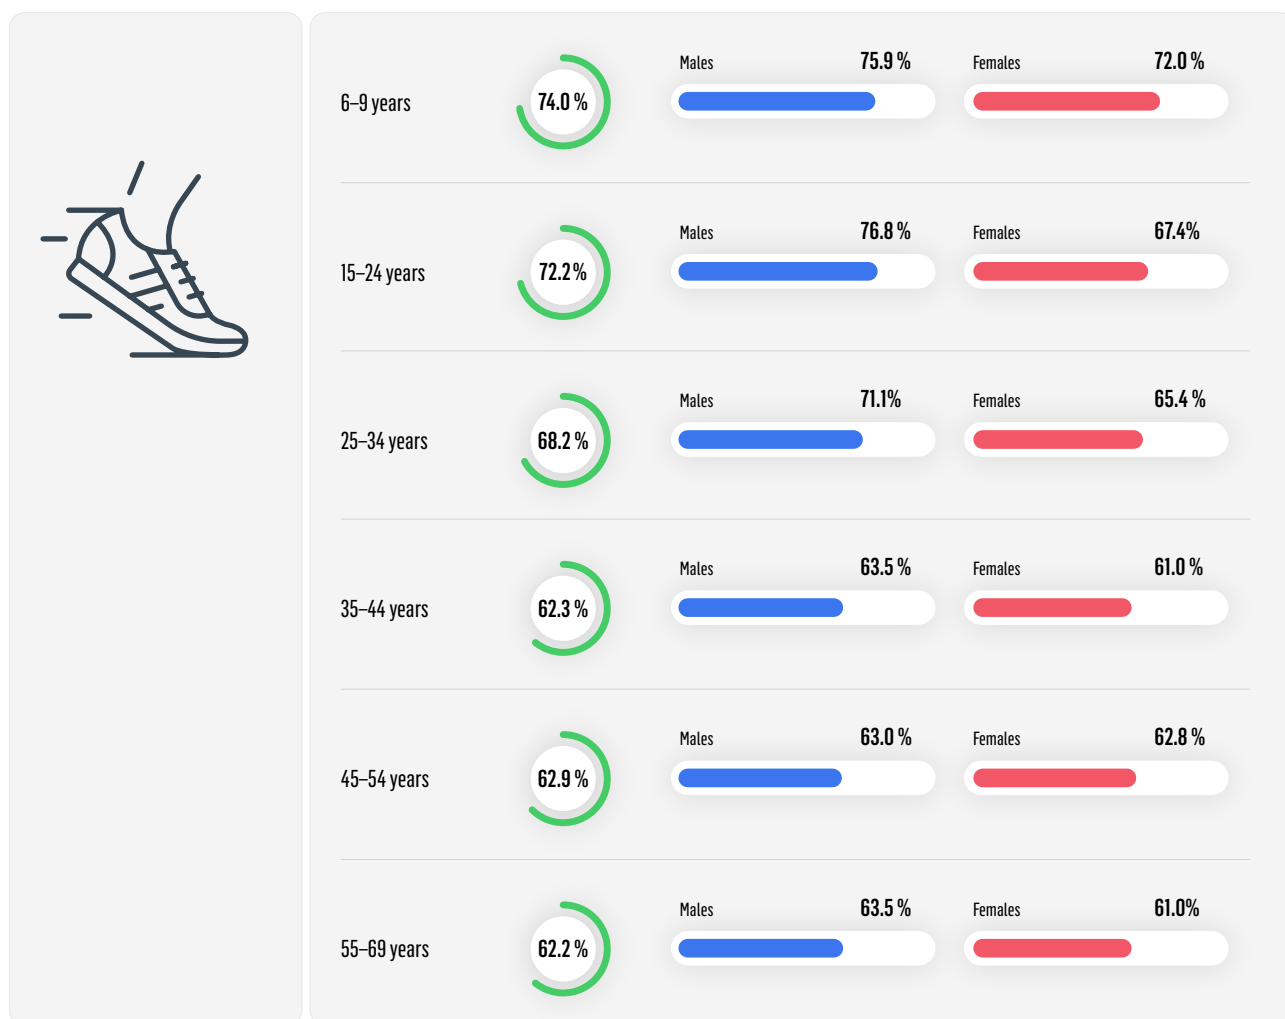 Males 75.9 % Females 72.0 %
6–9 years 74.0 %
Males 76.8 % Females 67.4%
15–24 years 72.2 %
Males 71.1% Females 65.4 %
25–34 years 68.2 %
Males 63.5 % Females 61.0 %
35–44 years 62.3 %
Males 63.0 % Females 62.8 %
45–54 years 62.9 %
Males 63.5 % Females 61.0%
55–69 years 62.2 %